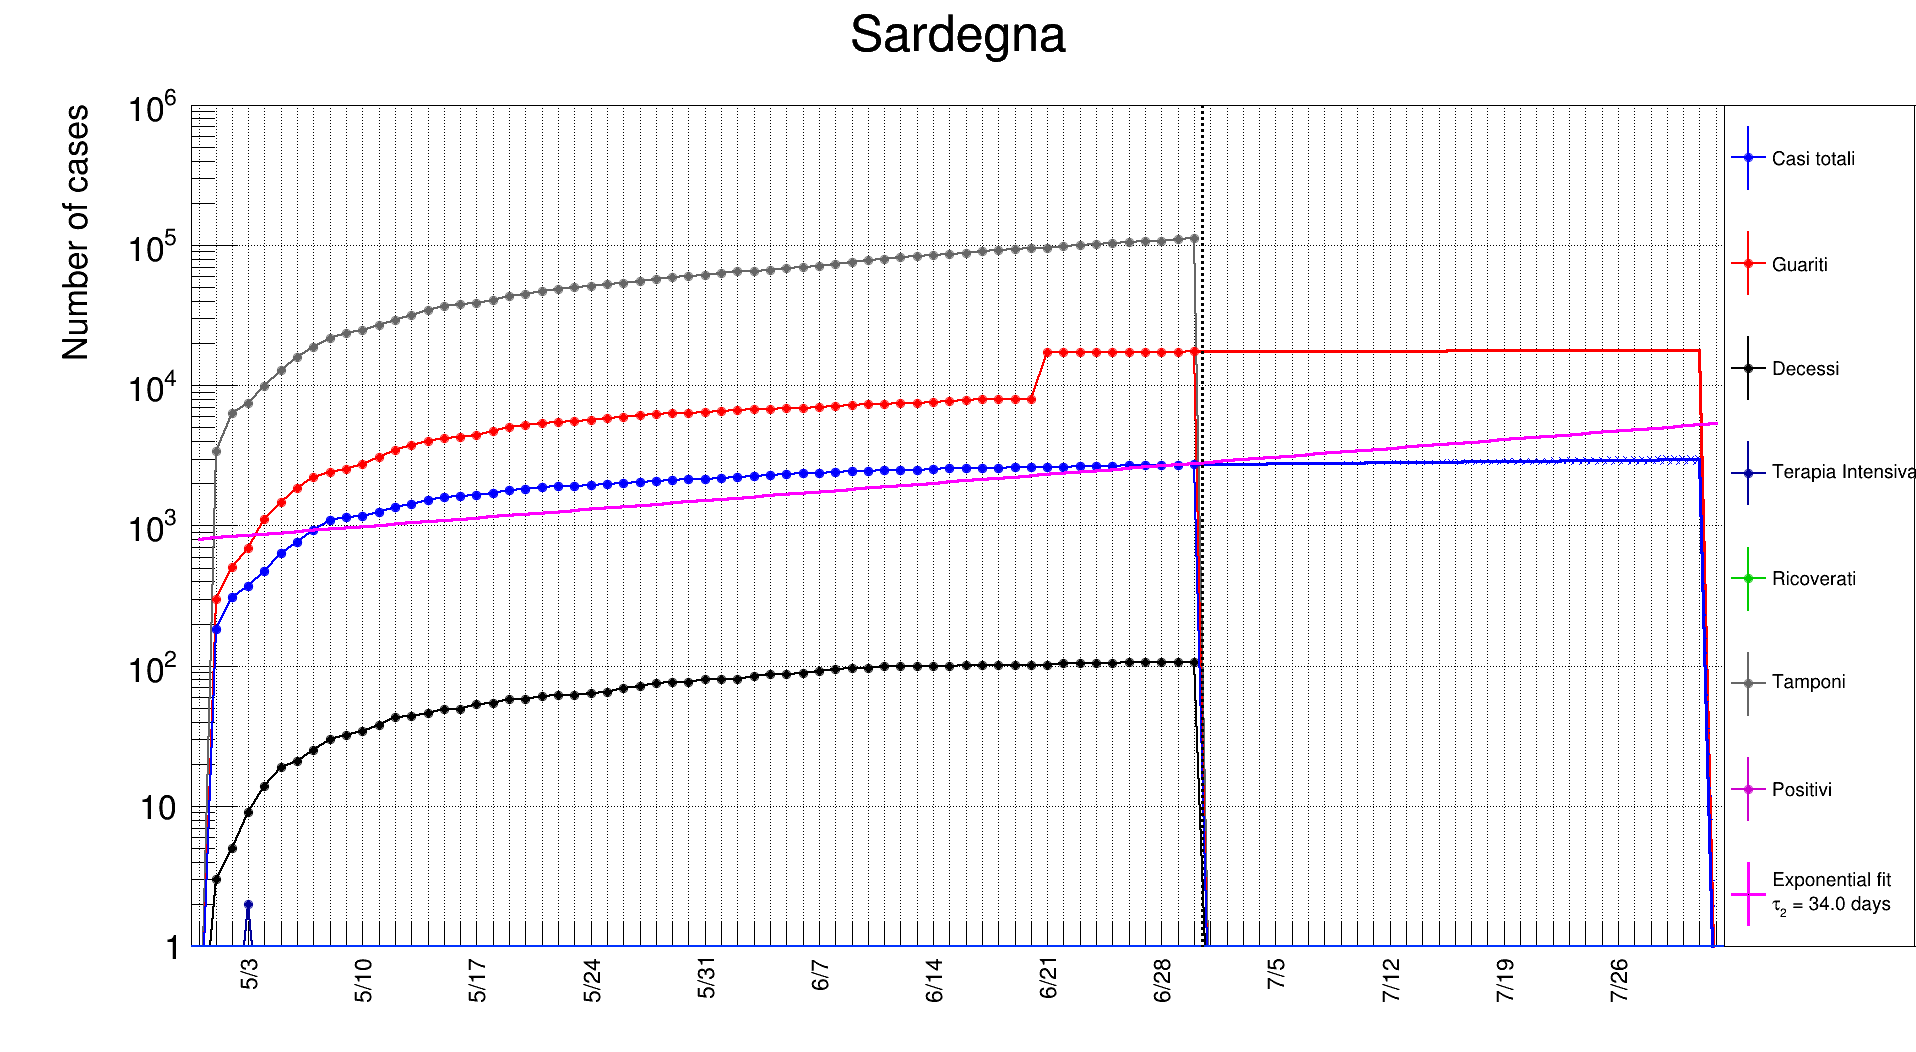 Sardegna
Number of cases
10^6
10^5
10^4
10^3
10^2
10
1
5/3
5/10
5/17
5/24
5/31
6/7
6/14
6/21
6/28
7/5
7/12
7/19
7/26
Casi totali
Guariti
Decessi
Terapia Intensiva
Ricoverati
Tamponi
Positivi
Exponential fit
τ_2 = 34.0 days